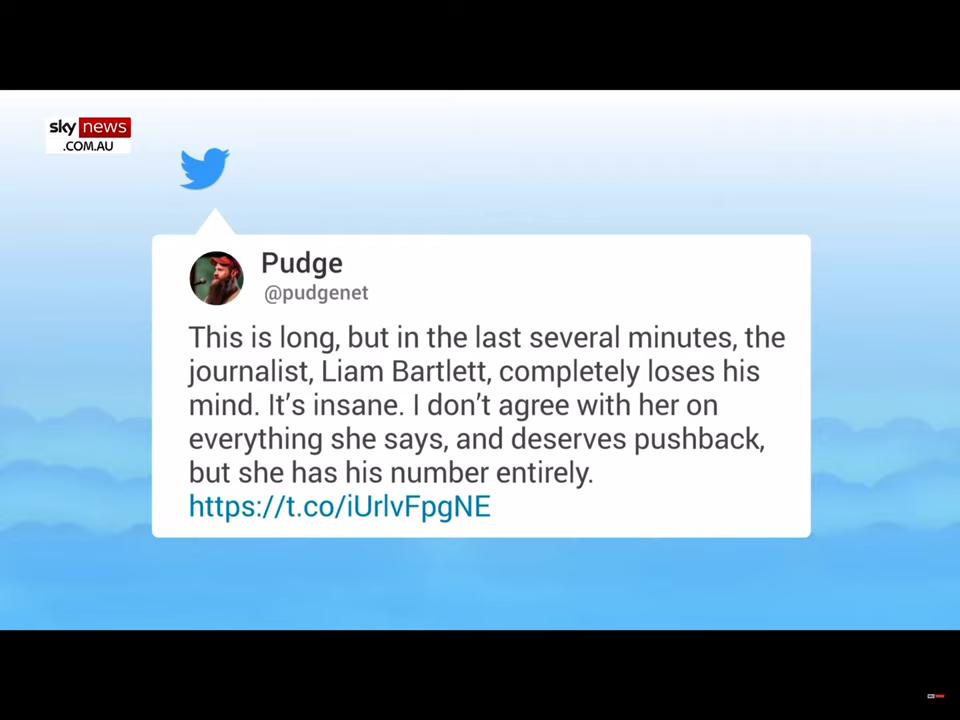 sky news
.COM.AU
Pudge
@pudgenet
This is long, but in the last several minutes, the
journalist, Liam Bartlett, completely loses his
mind. It’s insane. I don’t agree with her on
everything she says, and deserves pushback,
but she has his number entirely.
https://t.co/iUrlvFpgNE